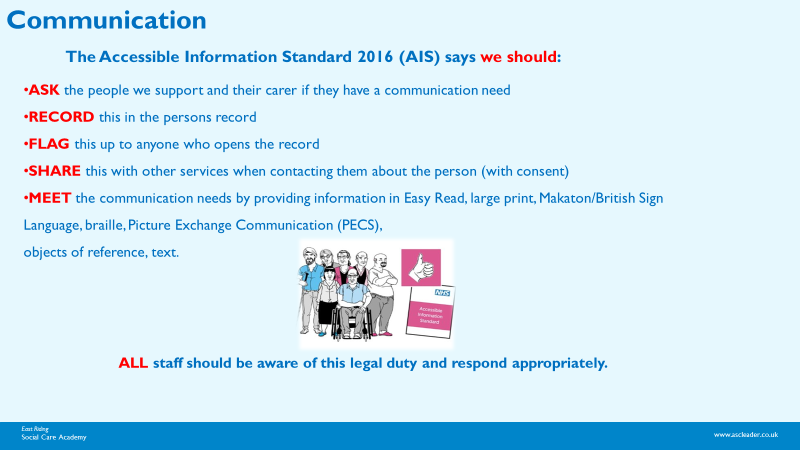 Communication
The Accessible Information Standard 2016 (AIS) says we should:
•ASK the people we support and their carer if they have a communication need
•RECORD this in the persons record
•FLAG this up to anyone who opens the record
•SHARE this with other services when contacting them about the person (with consent)
•MEET the communication needs by providing information in Easy Read, large print, Makaton/British Sign
Language, braille, Picture Exchange Communication (PECS),
objects of reference, text.
NHS
Accessible
Information
Standard
ALL staff should be aware of this legal duty and respond appropriately.
East Riding
Social Care Academy
www.ascleader.co.uk